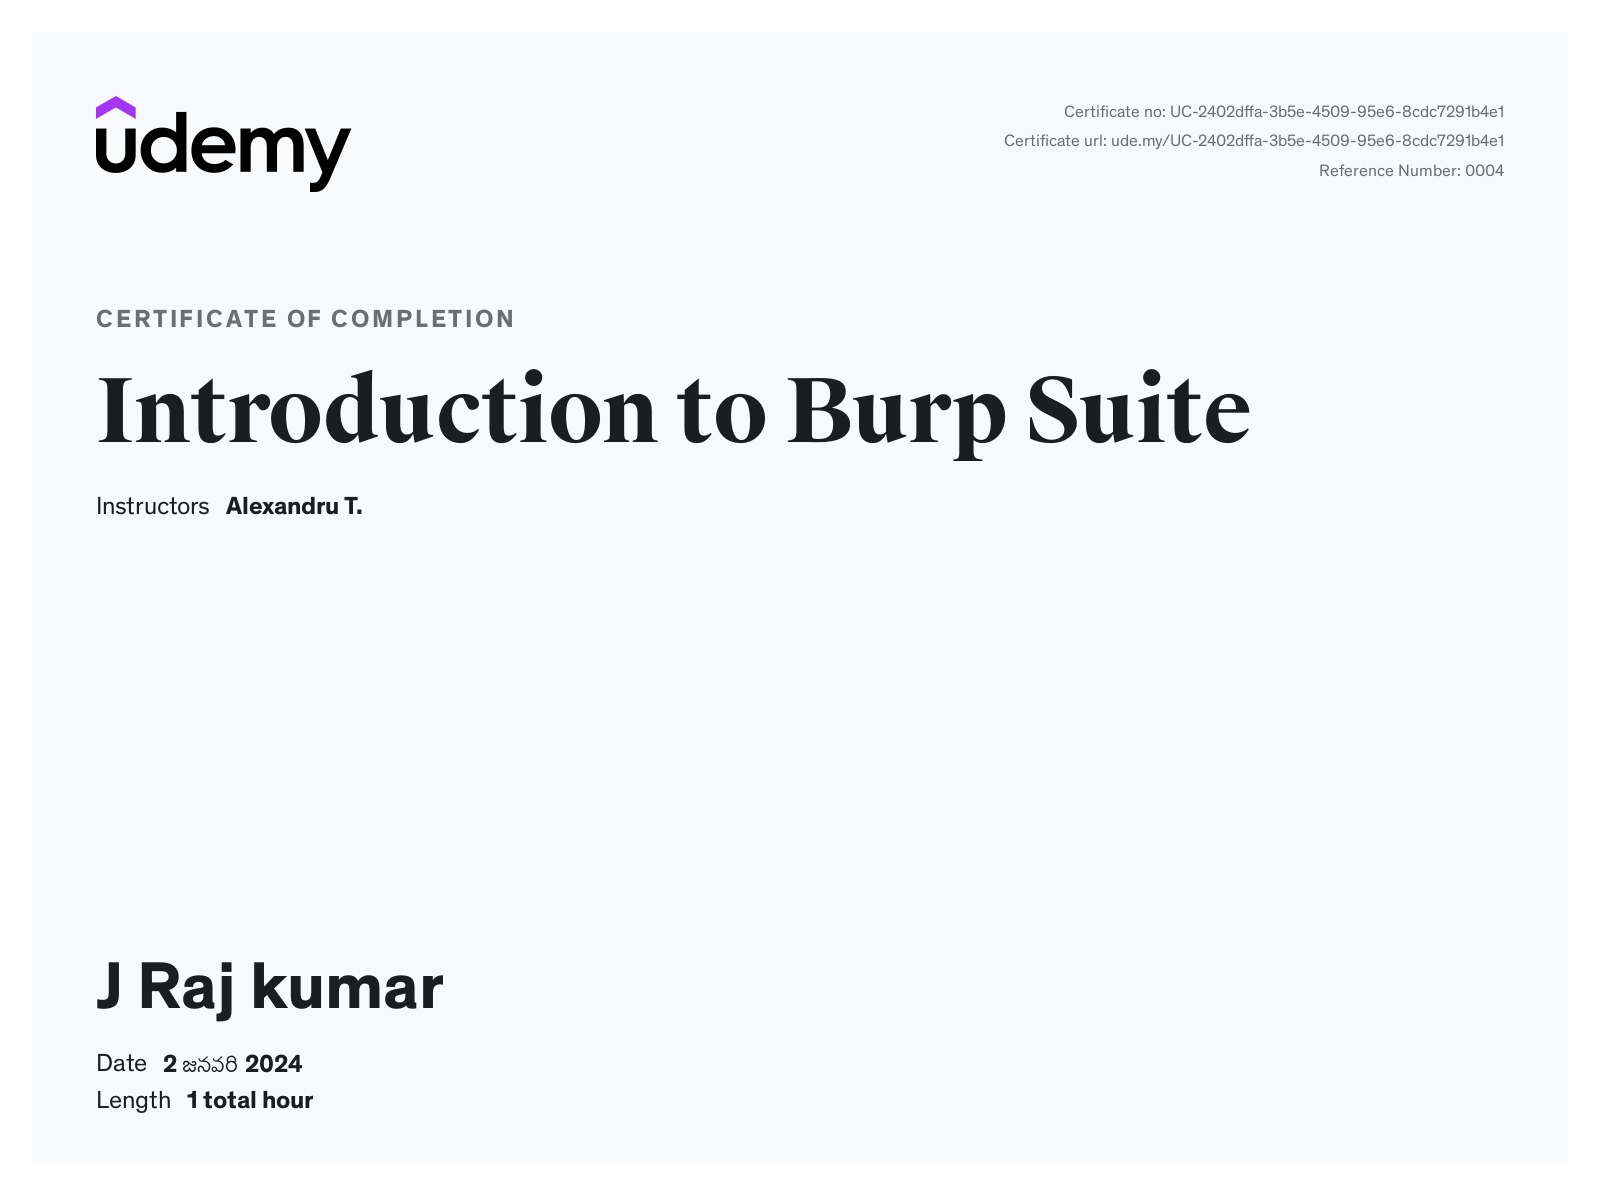 udemy
Certificate no: UC-2402dffa-3b5e-4509-95e6-8cdc7291b4e1
Certificate url: ude.my/UC-2402dffa-3b5e-4509-95e6-8cdc7291b4e1
Reference Number: 0004
CERTIFICATE OF COMPLETION
Introduction to Burp Suite
Instructors Alexandru T.
J Raj kumar
Date 2 జనవరి 2024
Length 1 total hour